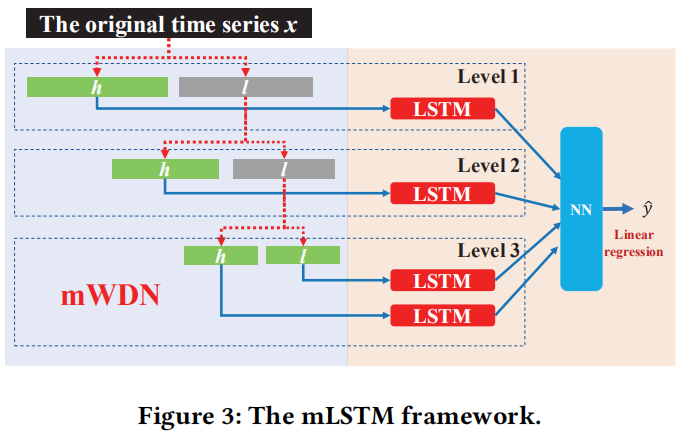 The original time series x
Level 1
h
l
LSTM
Level 2
h
l
LSTM
NN
ŷ
Linear
regression
Level 3
h
l
mWDN
LSTM
LSTM
Figure 3: The mLSTM framework.